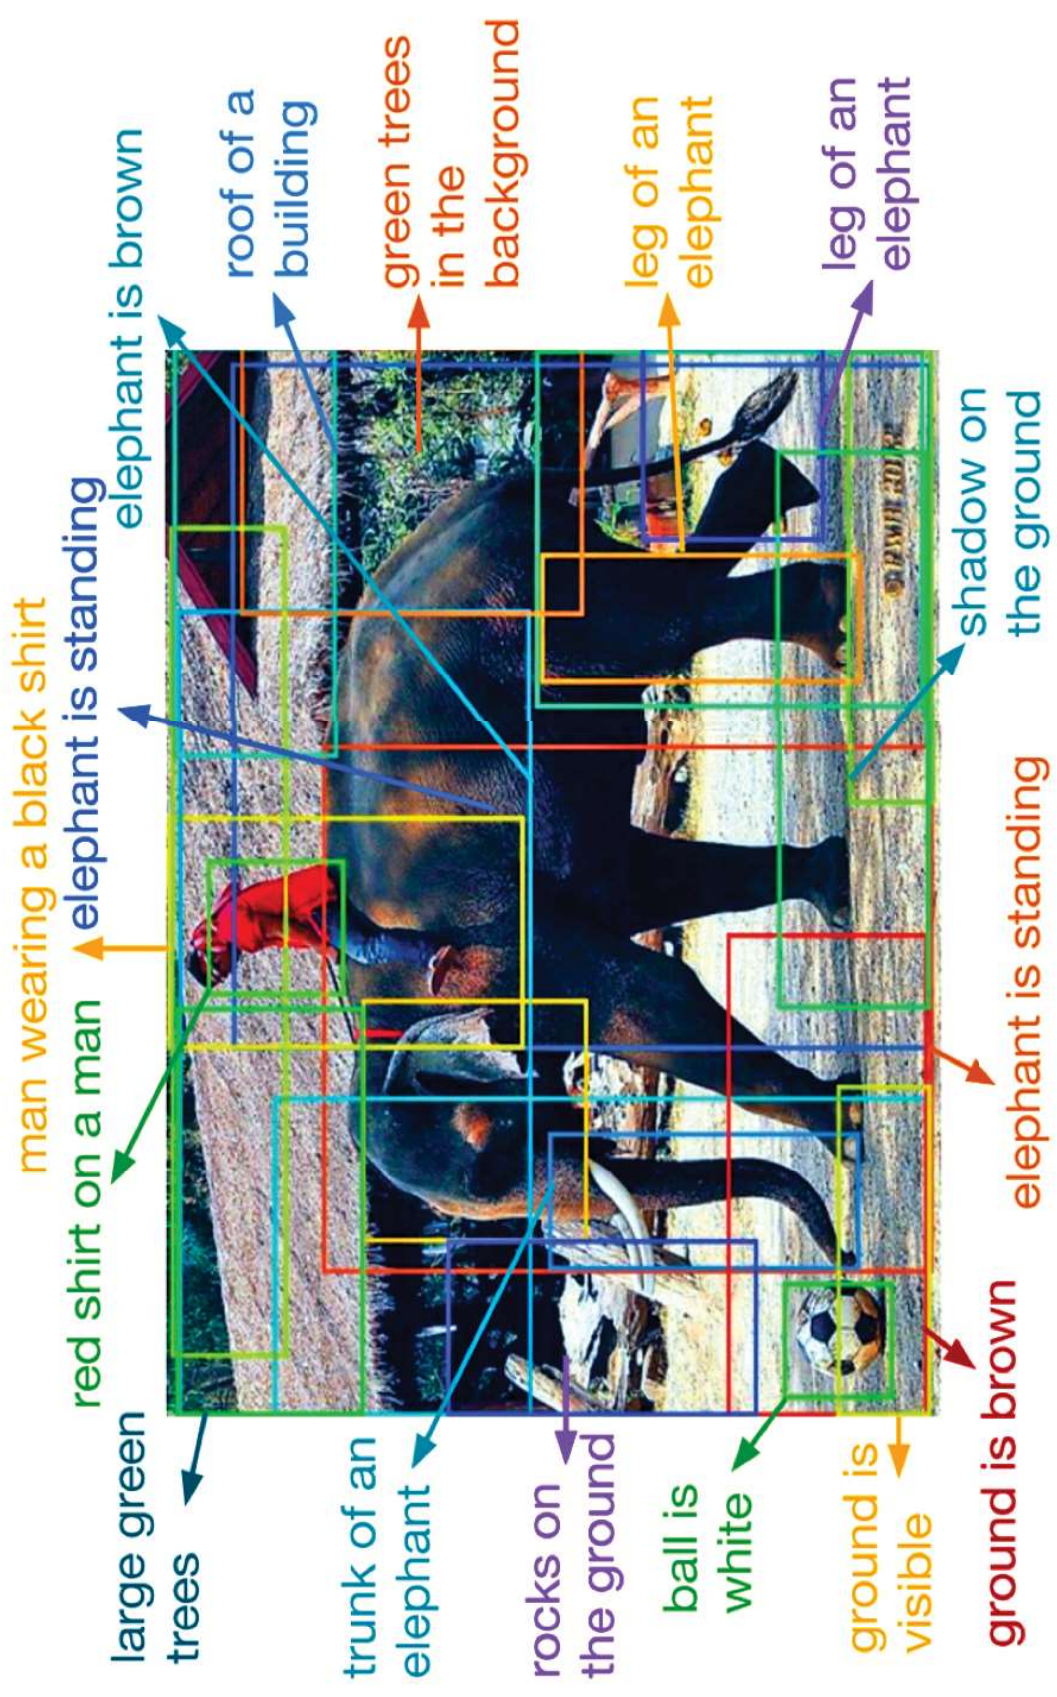 man wearing a black shirt
red shirt on a man
elephant is standing
elephant is brown
large green
trees
roof of a
building
trunk of an
elephant
green trees
in the
background
rocks on
the ground
leg of an
elephant
ball is
white
leg of an
elephant
ground is
visible
shadow on
the ground
ground is brown
elephant is standing